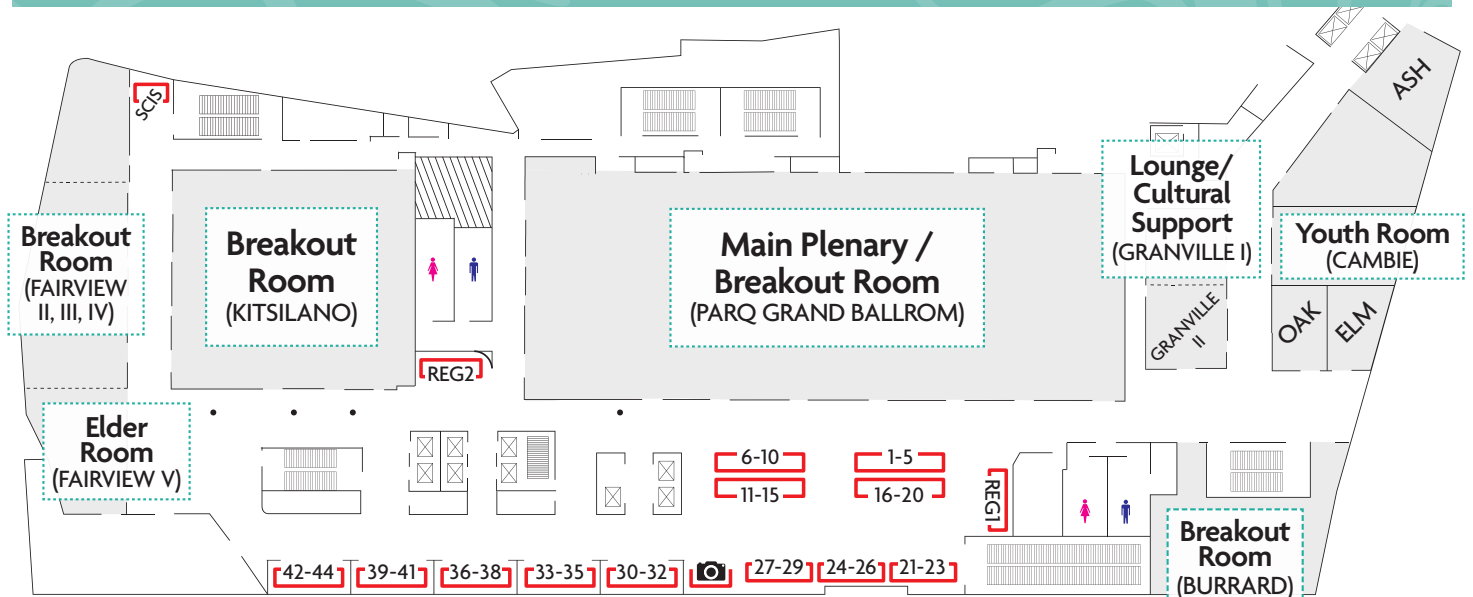 SCIS
ASH
Breakout
Room
(FAIRVIEW
II, III, IV)
Breakout
Room
(KITSILANO)
Main Plenary /
Breakout Room
(PARQ GRAND BALLROM)
Lounge/
Cultural
Support
(GRANVILLE I)
Youth Room
(CAMBIE)
GRANVILLE
II
OAK
ELM
REG2
Elder
Room
(FAIRVIEW V)
6-10
1-5
11-15
16-20
REG1
Breakout
Room
(BURRARD)
42-44
39-41
36-38
33-35
30-32
27-29
24-26
21-23